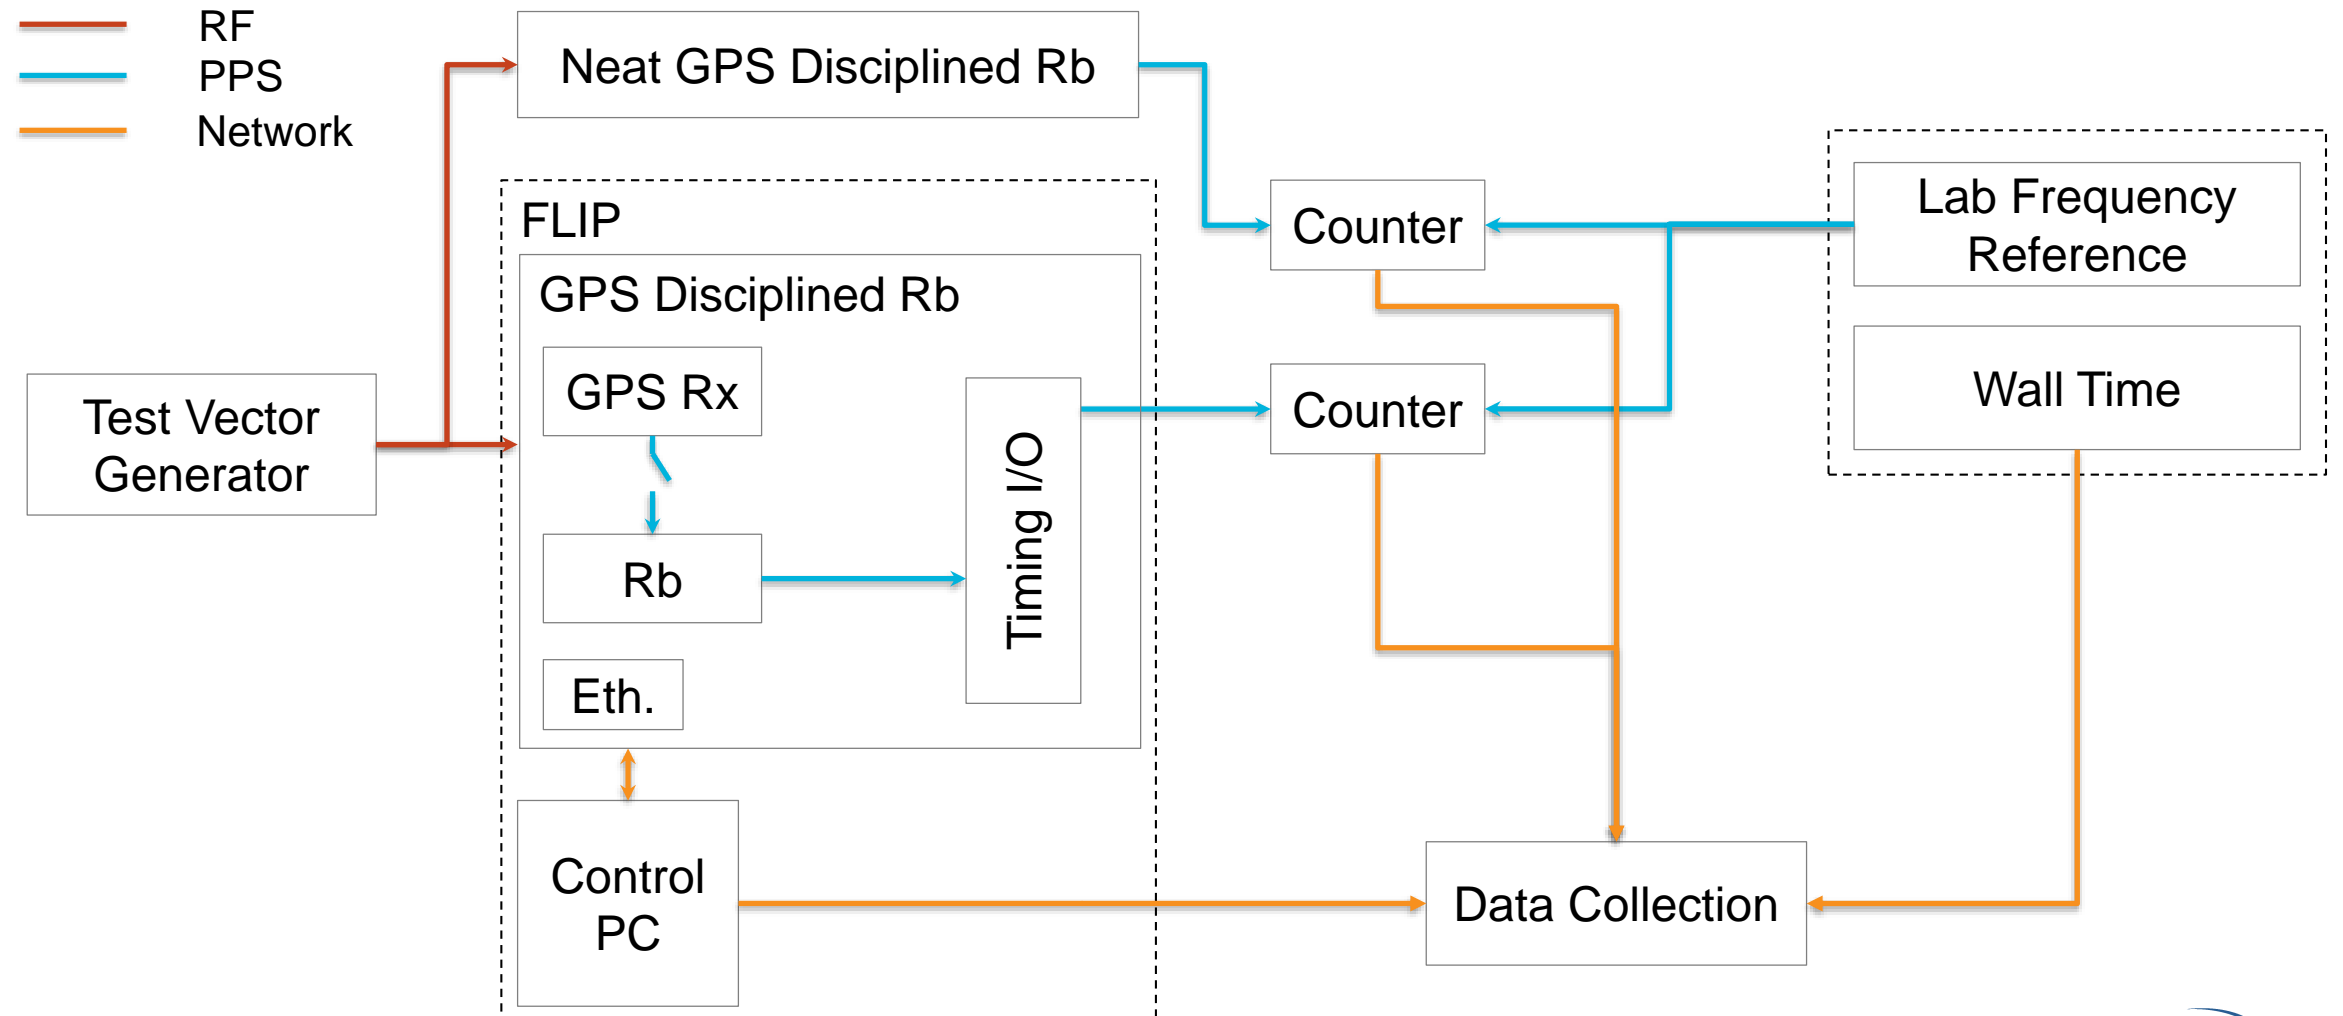 RF
PPS
Network
Neat GPS Disciplined Rb
FLIP
GPS Disciplined Rb
GPS Rx
Rb
Eth.
Timing I/O
Test Vector
Generator
Control
PC
Counter
Counter
Lab Frequency
Reference
Wall Time
Data Collection